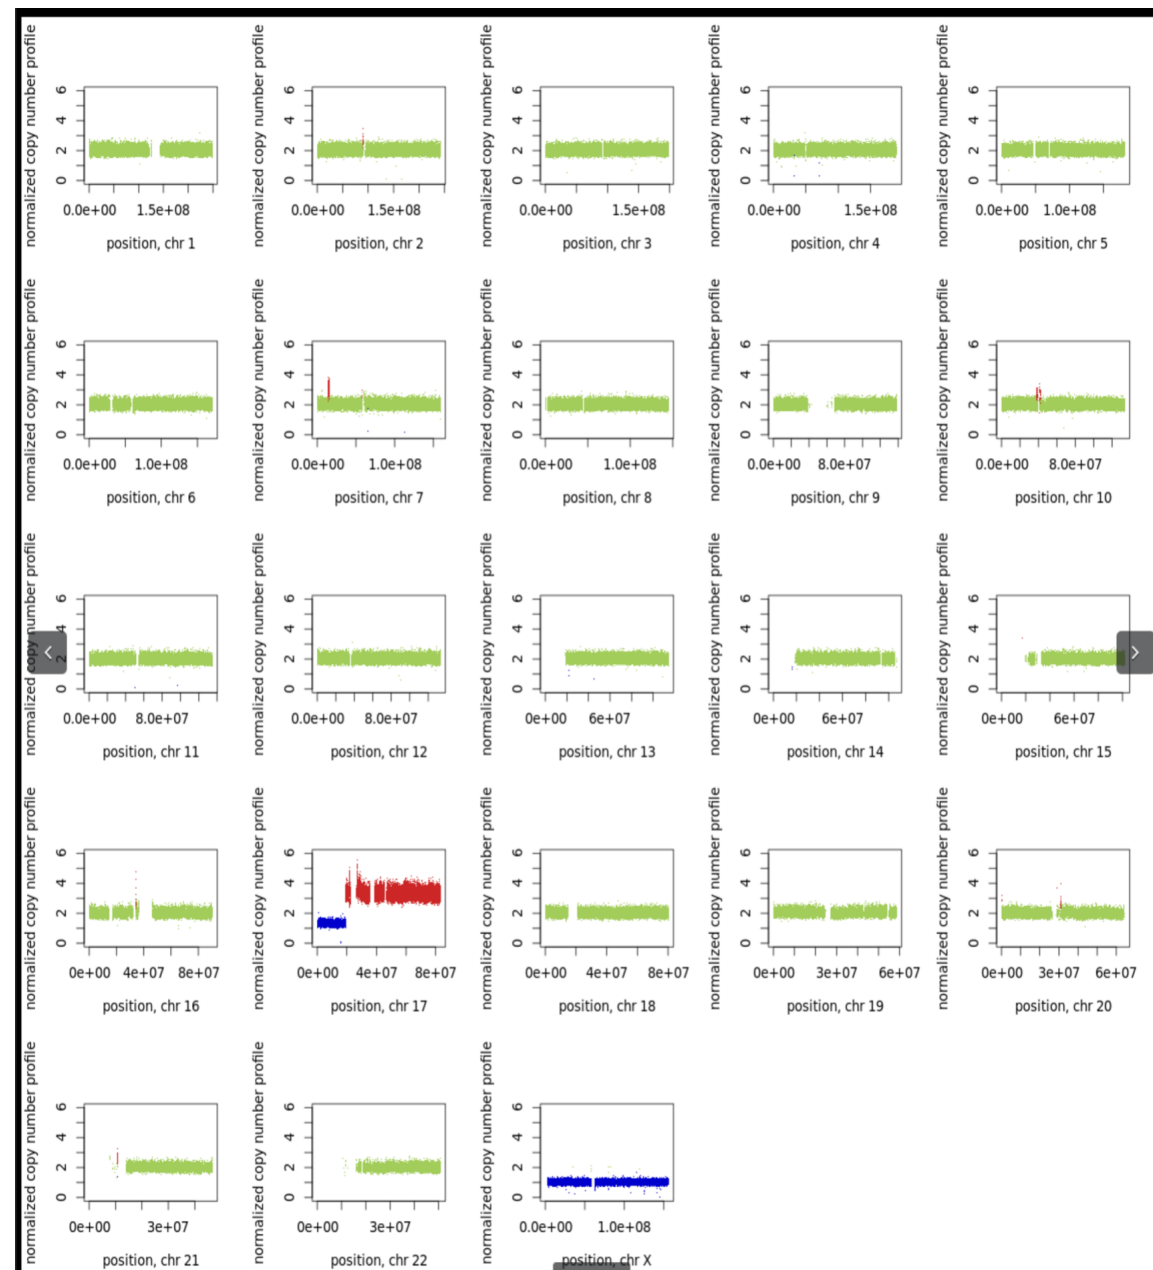 normalized copy number profile
6
4
2
0
0.0e+00 1.5e+08
position, chr 1
normalized copy number profile
6
4
2
0
0.0e+00 1.5e+08
position, chr 2
normalized copy number profile
6
4
2
0
0.0e+00 1.5e+08
position, chr 3
normalized copy number profile
6
4
2
0
0.0e+00 1.5e+08
position, chr 4
normalized copy number profile
6
4
2
0
0.0e+00 1.0e+08
position, chr 5
normalized copy number profile
6
4
2
0
0.0e+00 1.0e+08
position, chr 6
normalized copy number profile
6
4
2
0
0.0e+00 1.0e+08
position, chr 7
normalized copy number profile
6
4
2
0
0.0e+00 1.0e+08
position, chr 8
normalized copy number profile
6
4
2
0
0.0e+00 8.0e+07
position, chr 9
normalized copy number profile
6
4
2
0
0.0e+00 8.0e+07
position, chr 10
normalized copy number profile
6
4
2
0
0.0e+00 8.0e+07
position, chr 11
normalized copy number profile
6
4
2
0
0.0e+00 8.0e+07
position, chr 12
normalized copy number profile
6
4
2
0
0e+00 6e+07
position, chr 13
normalized copy number profile
6
4
2
0
0e+00 6e+07
position, chr 14
normalized copy number profile
6
4
2
0
0e+00 6e+07
position, chr 15
normalized copy number profile
6
4
2
0
0e+00 4e+07 8e+07
position, chr 16
normalized copy number profile
6
4
2
0
0e+00 4e+07 8e+07
position, chr 17
normalized copy number profile
6
4
2
0
0e+00 4e+07 8e+07
position, chr 18
normalized copy number profile
6
4
2
0
0e+00 3e+07 6e+07
position, chr 19
normalized copy number profile
6
4
2
0
0e+00 3e+07 6e+07
position, chr 20
normalized copy number profile
6
4
2
0
0e+00 3e+07
position, chr 21
normalized copy number profile
6
4
2
0
0e+00 3e+07
position, chr 22
normalized copy number profile
6
4
2
0
0.0e+00 1.0e+08
position, chr X